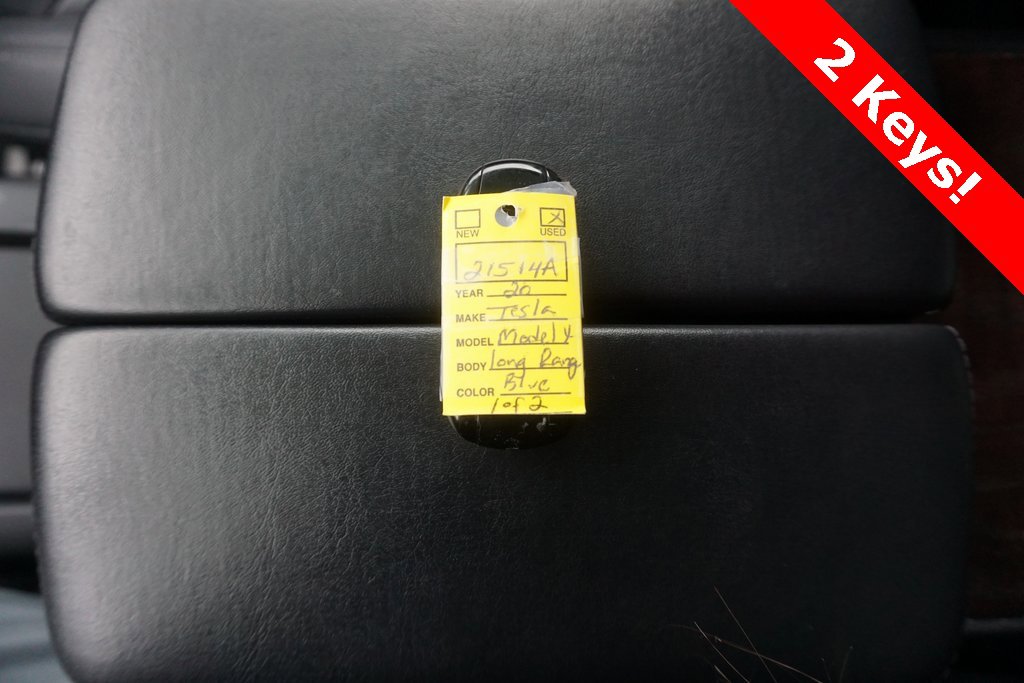 2 Keys!
NEW USED
21514A
YEAR 20
MAKE Tesla
MODEL Model Y
BODY long Rang
COLOR Blue
1 of 2